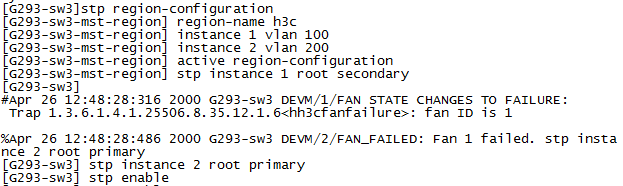 [G293-sw3]stp region-configuration
[G293-sw3-mst-region] region-name h3c
[G293-sw3-mst-region] instance 1 vlan 100
[G293-sw3-mst-region] instance 2 vlan 200
[G293-sw3-mst-region] active region-configuration
[G293-sw3-mst-region] stp instance 1 root secondary
[G293-sw3]
#Apr 26 12:48:28:316 2000 G293-sw3 DEVM/1/FAN STATE CHANGES TO FAILURE:
 Trap 1.3.6.1.4.1.25506.8.35.12.1.6<hh3cfanfailure>: fan ID is 1
%Apr 26 12:48:28:486 2000 G293-sw3 DEVM/2/FAN_FAILED: Fan 1 failed. stp insta
nce 2 root primary
[G293-sw3] stp instance 2 root primary
[G293-sw3] stp enable